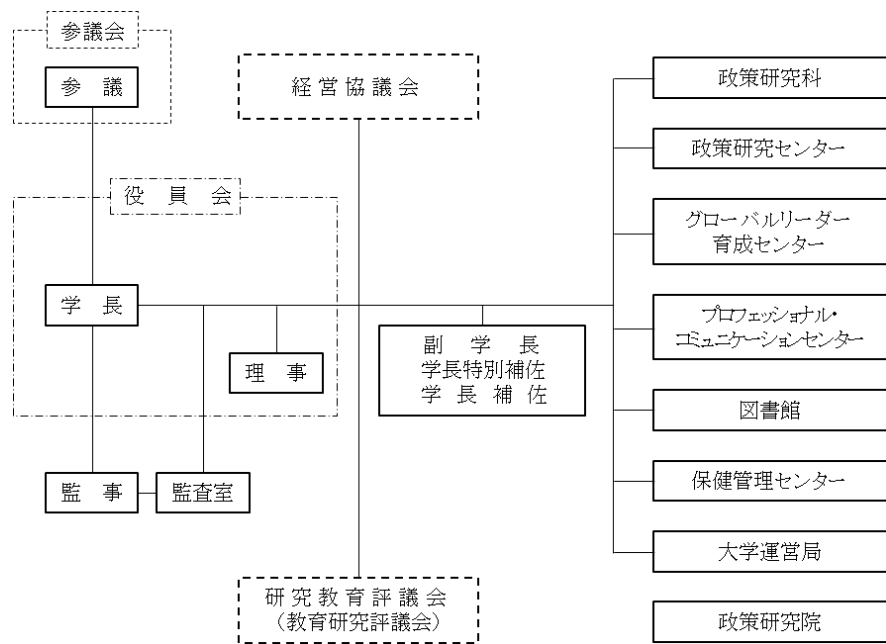 参議会
参議
経営協議会
役員会
学長
理事
監事
監査室
副学長
学長特別補佐
学長補佐
研究教育評議会
（教育研究評議会）
政策研究科
政策研究センター
グローバルリーダー
育成センター
プロフェッショナル・
コミュニケーションセンター
図書館
保健管理センター
大学運営局
政策研究院